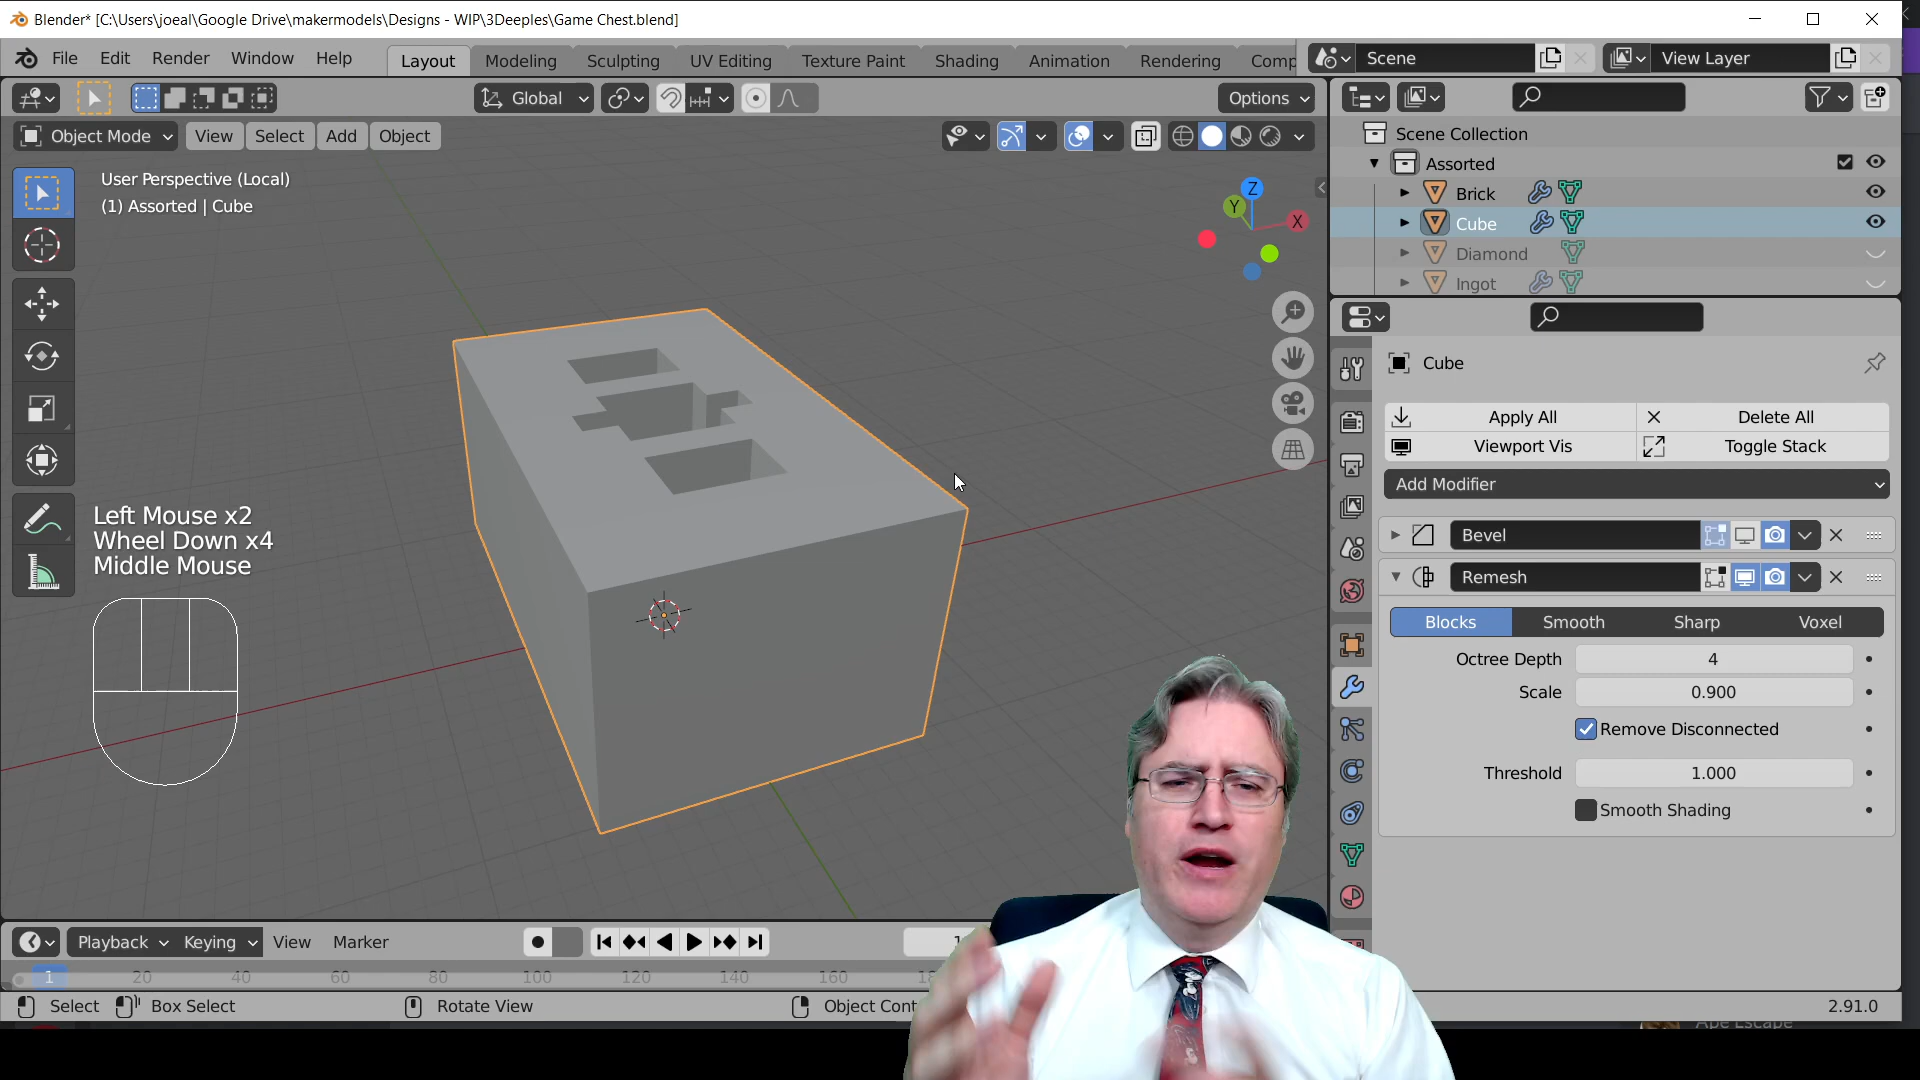 Blender* [C:\Users\joeal\Google Drive\makermodels\Designs - WIP\3Deeples\Game Chest.blend]
File Edit Render Window Help Layout Modeling Sculpting UV Editing Texture Paint Shading Animation Rendering Comp Scene View Layer
Global Options
Object Mode View Select Add Object
User Perspective (Local)
(1) Assorted | Cube
Z
Y
X
Left Mouse x2
Wheel Down x4
Middle Mouse
Scene Collection
Assorted
Brick
Cube
Diamond
Ingot
Cube
Apply All Delete All
Viewport Vis Toggle Stack
Add Modifier
Bevel
Remesh
Blocks Smooth Sharp Voxel
Octree Depth 4
Scale 0.900
Remove Disconnected
Threshold 1.000
Smooth Shading
Playback Keying View Marker
1 20 40 60 80 100 120 140 160
Select Box Select Rotate View Object Cont 2.91.0
Ape Escape